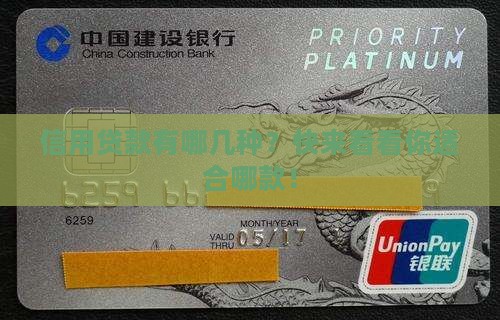 中国建设银行
China Construction Bank
PRIORITY
PLATINUM
信用贷款有哪几种？快来看看你适
合哪款！
6259
6259
MONTH/YEAR
VALID
THRU
05/17
UnionPay
银联